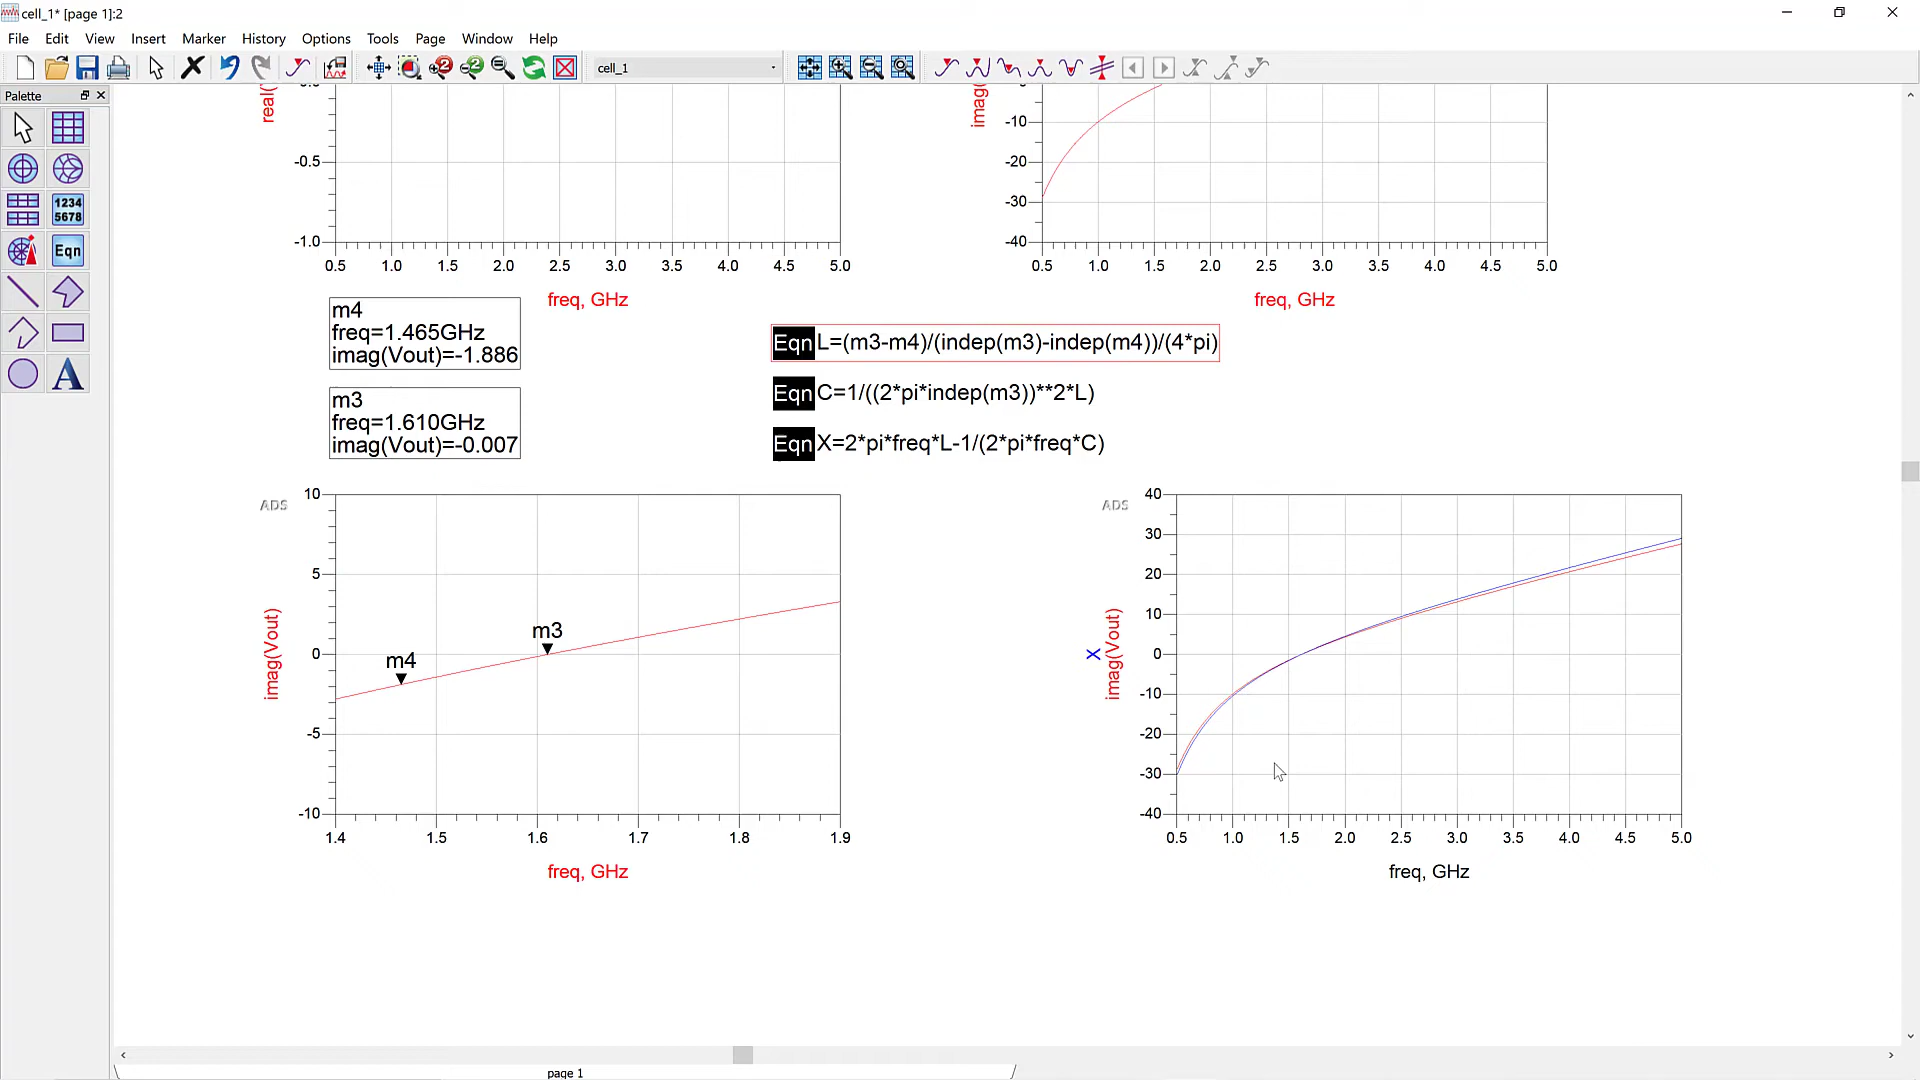 cell_1* [page 1]:2
File Edit View Insert Marker History Options Tools Page Window Help
cell_1
Palette
1234
5678
Eqn
A
real(
0.0
-0.5
-1.0
0.5 1.0 1.5 2.0 2.5 3.0 3.5 4.0 4.5 5.0
freq, GHz
imag(
-10
-20
-30
-40
0.5 1.0 1.5 2.0 2.5 3.0 3.5 4.0 4.5 5.0
freq, GHz
m4
freq=1.465GHz
imag(Vout)=-1.886
m3
freq=1.610GHz
imag(Vout)=-0.007
Eqn L=(m3-m4)/(indep(m3)-indep(m4))/(4*pi)
Eqn C=1/((2*pi*indep(m3))**2*L)
Eqn X=2*pi*freq*L-1/(2*pi*freq*C)
ADS
imag(Vout)
10
5
0
-5
-10
m4
m3
1.4 1.5 1.6 1.7 1.8 1.9
freq, GHz
ADS
X
imag(Vout)
40
30
20
10
0
-10
-20
-30
-40
0.5 1.0 1.5 2.0 2.5 3.0 3.5 4.0 4.5 5.0
freq, GHz
page 1